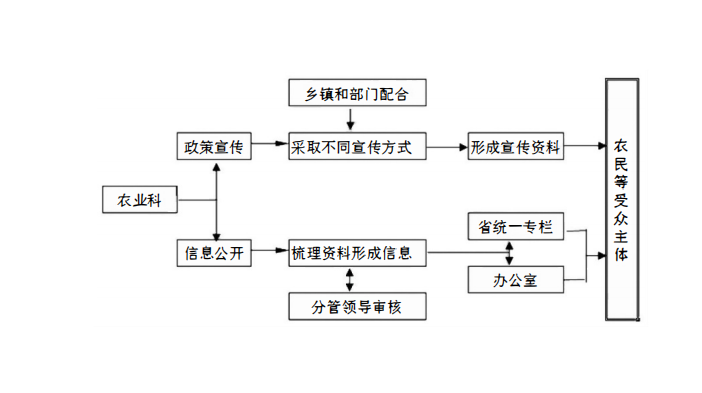 乡镇和部门配合
政策宣传
采取不同宣传方式
形成宣传资料
农业科
信息公开
梳理资料形成信息
省统一专栏
办公室
分管领导审核
农民等受众主体